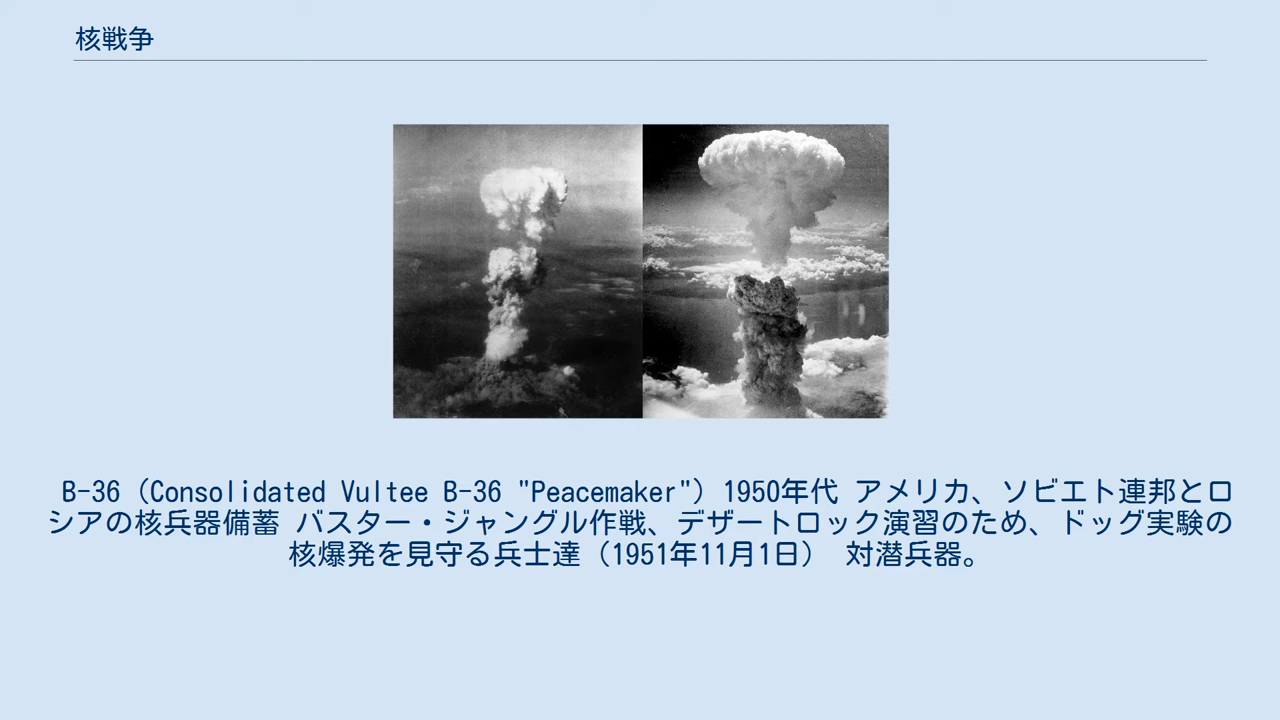 核戦争
B-36 (Consolidated Vultee B-36 "Peacemaker") 1950年代 アメリカ、ソビエト連邦とロ
シアの核兵器備蓄 バスター・ジャングル作戦、デザートロック演習のため、ドッグ実験の
核爆発を見守る兵士達（1951年11月1日） 対潜兵器。